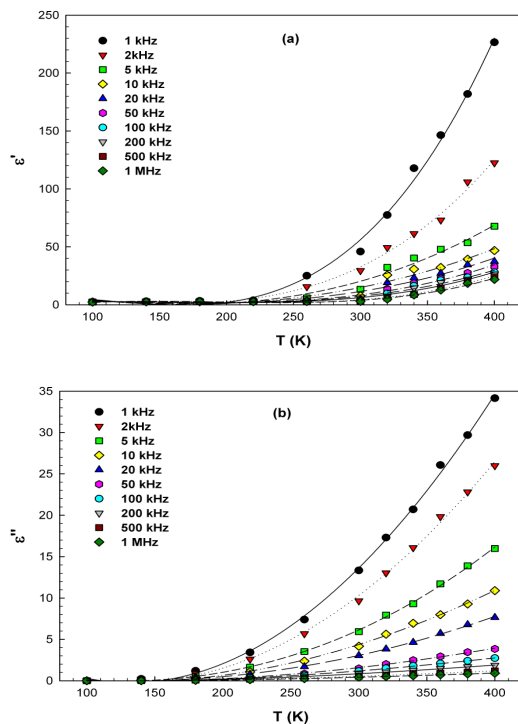 250
(a)
1 kHz
2kHz
5 kHz
10 kHz
20 kHz
50 kHz
100 kHz
200 kHz
500 kHz
1 MHz
200
150
100
50
0
ε'
50 100 150 200 250 300 350 400
T (K)
35
(b)
1 kHz
2kHz
5 kHz
10 kHz
20 kHz
50 kHz
100 kHz
200 kHz
500 kHz
1 MHz
30
25
20
15
10
5
0
ε''
100 150 200 250 300 350 400
T (K)